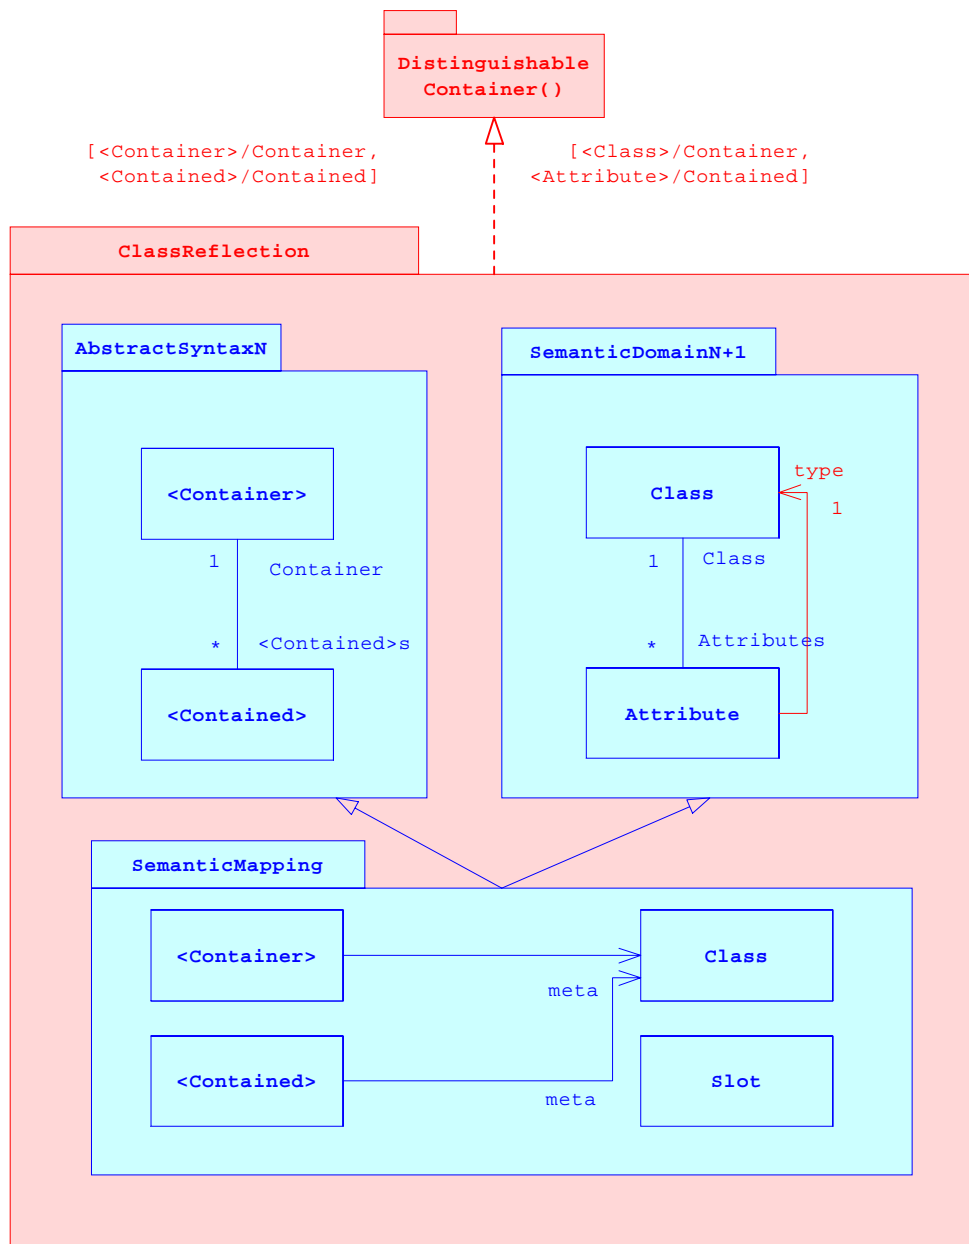 Distinguishable
Container()
[<Container>/Container,
<Contained>/Contained]
[<Class>/Container,
<Attribute>/Contained]
ClassReflection
AbstractSyntaxN
SemanticDomainN+1
<Container>
1
Container
*
<Contained>s
<Contained>
Class
type
1
1
Class
*
Attributes
Attribute
SemanticMapping
<Container>
Class
meta
<Contained>
Slot
meta